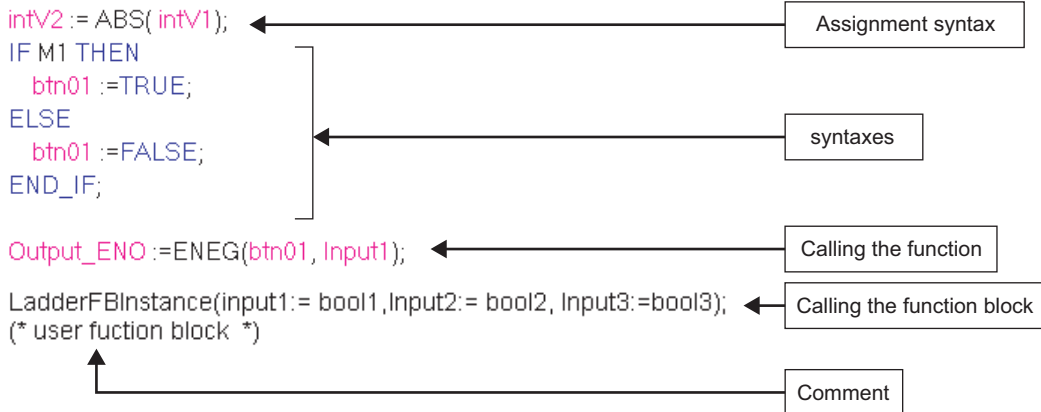 intV2 := ABS( intV1);
Assignment syntax
IF M1 THEN
btn01 :=TRUE;
ELSE
syntaxes
btn01 :=FALSE;
END_IF;
Output_ENO :=ENEG(btn01, Input1);
Calling the function
LadderFBInstance(input1:= bool1,Input2:= bool2, Input3:=bool3);
Calling the function block
(* user fuction block *)
Comment